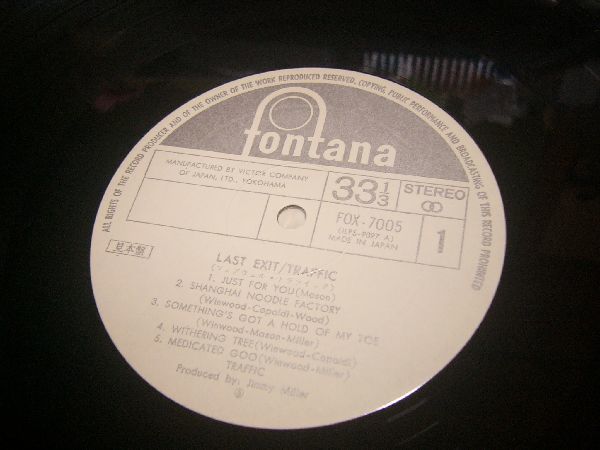 ALL RIGHTS OF THE RECORD PRODUCER AND OF THE OWNER OF THE WORK REPRODUCED RESERVED. COPYING, PUBLIC PERFORMANCE AND BROADCASTING OF THIS RECORD PROHIBITED
fontana
MANUFACTURED BY VICTOR COMPANY
OF JAPAN, LTD., YOKOHAMA
33 1/3
STEREO
FOX-7005
(ILPS-9097 A)
MADE IN JAPAN
1
見本盤
LAST EXIT/TRAFFIC
1. JUST FOR YOU(Mason)
2. SHANGHAI NOODLE FACTORY
(Winwood-Capaldi-Wood)
3. SOMETHING'S GOT A HOLD OF MY TOE
(Winwood-Mason-Miller)
4. WITHERING TREE(Winwood-Capaldi)
5. MEDICATED GOO(Winwood-Miller)
TRAFFIC
Produced by: Jimmy Miller